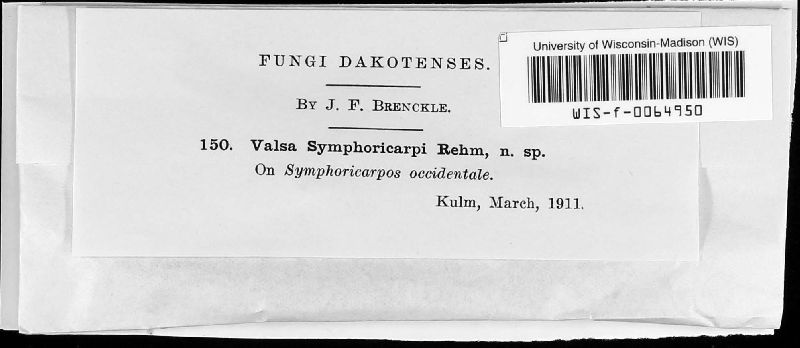 FUNGI DAKOTENSES.
BY J. F. BRENCKLE.
150. Valsa Symphoricarpi Rehm, n. sp.
On Symphoricarpos occidentale.
Kulm, March, 1911.
University of Wisconsin-Madison (WIS)
WIS-f-0064950